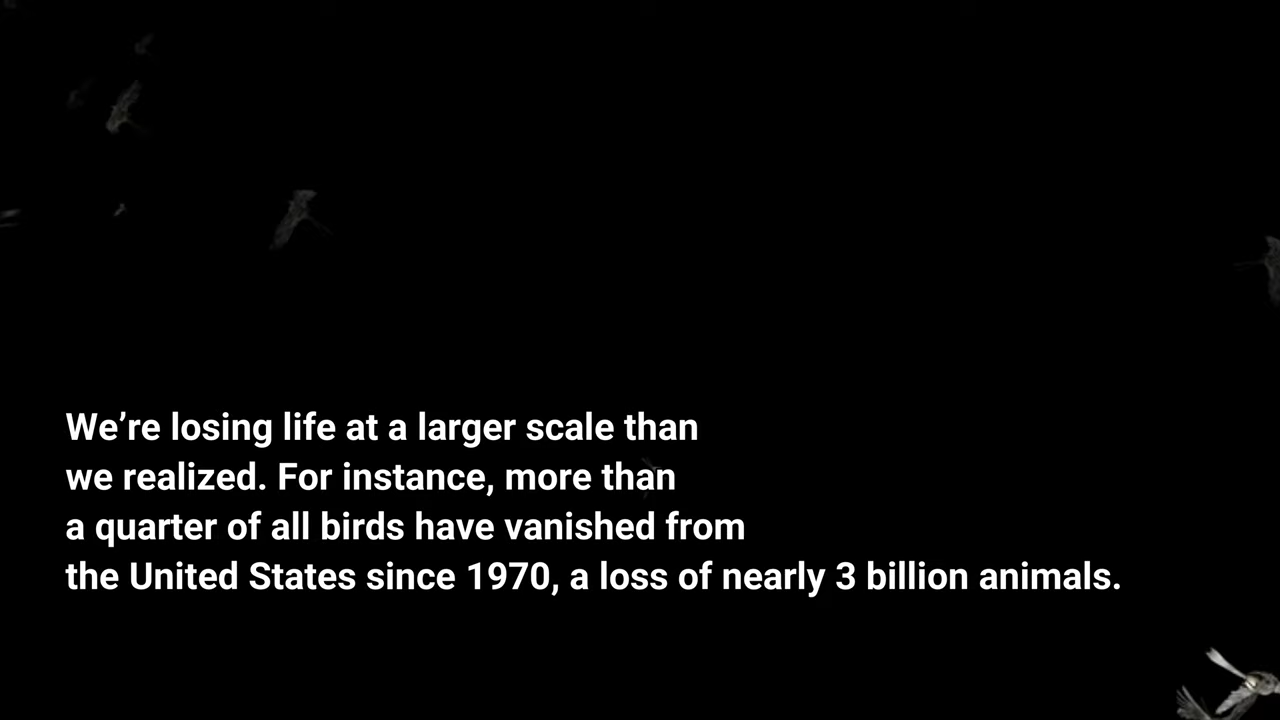 We’re losing life at a larger scale than
we realized. For instance, more than
a quarter of all birds have vanished from
the United States since 1970, a loss of nearly 3 billion animals.